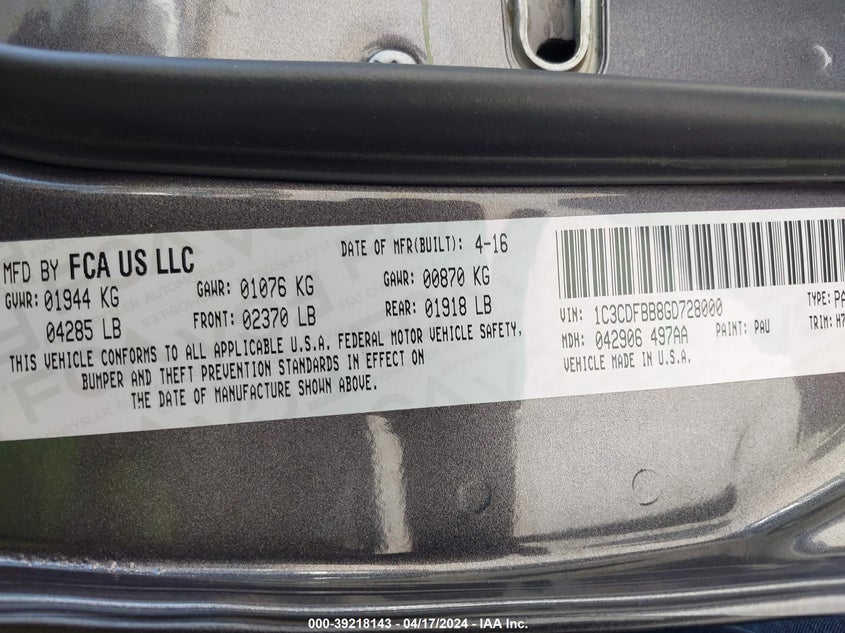 MFD BY FCA US LLC DATE OF MFR(BUILT): 4-16
GVWR: 01944 KG GAWR: 01076 KG GAWR: 00870 KG
04285 LB FRONT: 02370 LB REAR: 01918 LB
THIS VEHICLE CONFORMS TO ALL APPLICABLE U.S.A. FEDERAL MOTOR VEHICLE SAFETY,
BUMPER AND THEFT PREVENTION STANDARDS IN EFFECT ON
THE DATE OF MANUFACTURE SHOWN ABOVE.
VIN: 1C3CDFBB8GD728000 TYPE: PA
MDH: 042906 497AA PAINT: PAU TRIM: H7
VEHICLE MADE IN U.S.A.
000-39218143 - 04/17/2024 - IAA Inc.